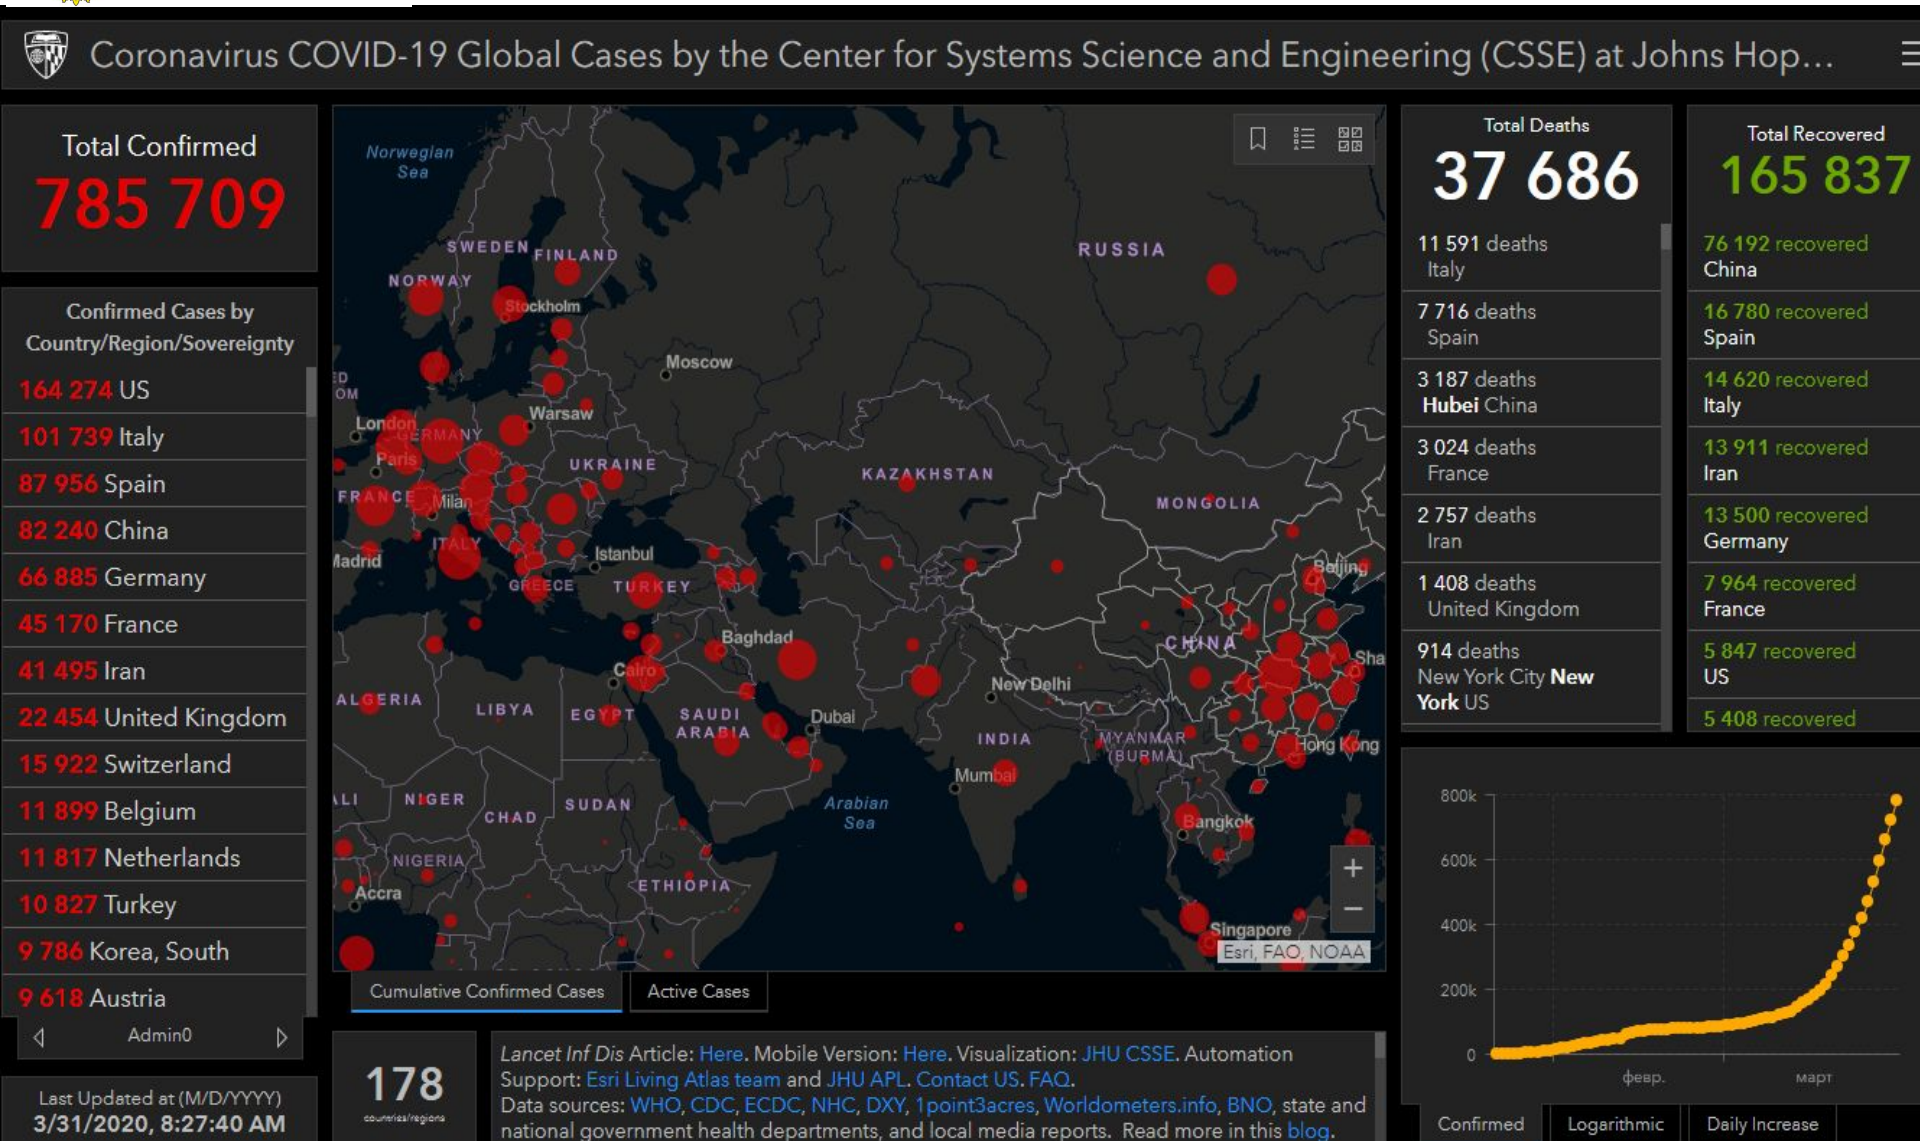 Coronavirus COVID-19 Global Cases by the Center for Systems Science and Engineering (CSSE) at Johns Hop...
Total Confirmed
785 709
Confirmed Cases by
Country/Region/Sovereignty
164 274 US
101 739 Italy
87 956 Spain
82 240 China
66 885 Germany
45 170 France
41 495 Iran
22 454 United Kingdom
15 922 Switzerland
11 899 Belgium
11 817 Netherlands
10 827 Turkey
9 786 Korea, South
9 618 Austria
Admin0
Last Updated at (M/D/YYYY)
3/31/2020, 8:27:40 AM
Norwegian
Sea
SWEDEN
FINLAND
NORWAY
Stockholm
RUSSIA
Moscow
ED
OM
London
Warsaw
GERMANY
Paris
UKRAINE
KAZAKHSTAN
FRANCE
Milan
MONGOLIA
ITALY
Madrid
Istanbul
Beijing
GREECE
TURKEY
Baghdad
CHINA
Sha
Cairo
New Delhi
ALGERIA
LIBYA
EGYPT
SAUDI
ARABIA
Dubai
INDIA
MYANMAR
(BURMA)
Hong Kong
Mumbai
ALI
NIGER
CHAD
SUDAN
Arabian
Sea
Bangkok
NIGERIA
ETHIOPIA
Accra
Singapore
+
−
Esri, FAO, NOAA
Cumulative Confirmed Cases
Active Cases
178
countries/regions
Lancet Inf Dis Article: Here. Mobile Version: Here. Visualization: JHU CSSE. Automation
Support: Esri Living Atlas team and JHU APL. Contact US. FAQ.
Data sources: WHO, CDC, ECDC, NHC, DXY, 1point3acres, Worldometers.info, BNO, state and
national government health departments, and local media reports. Read more in this blog.
Total Deaths
37 686
11 591 deaths
Italy
7 716 deaths
Spain
3 187 deaths
Hubei China
3 024 deaths
France
2 757 deaths
Iran
1 408 deaths
United Kingdom
914 deaths
New York City New
York US
Total Recovered
165 837
76 192 recovered
China
16 780 recovered
Spain
14 620 recovered
Italy
13 911 recovered
Iran
13 500 recovered
Germany
7 964 recovered
France
5 847 recovered
US
5 408 recovered
800k
600k
400k
200k
0
февр.
март
Confirmed
Logarithmic
Daily Increase